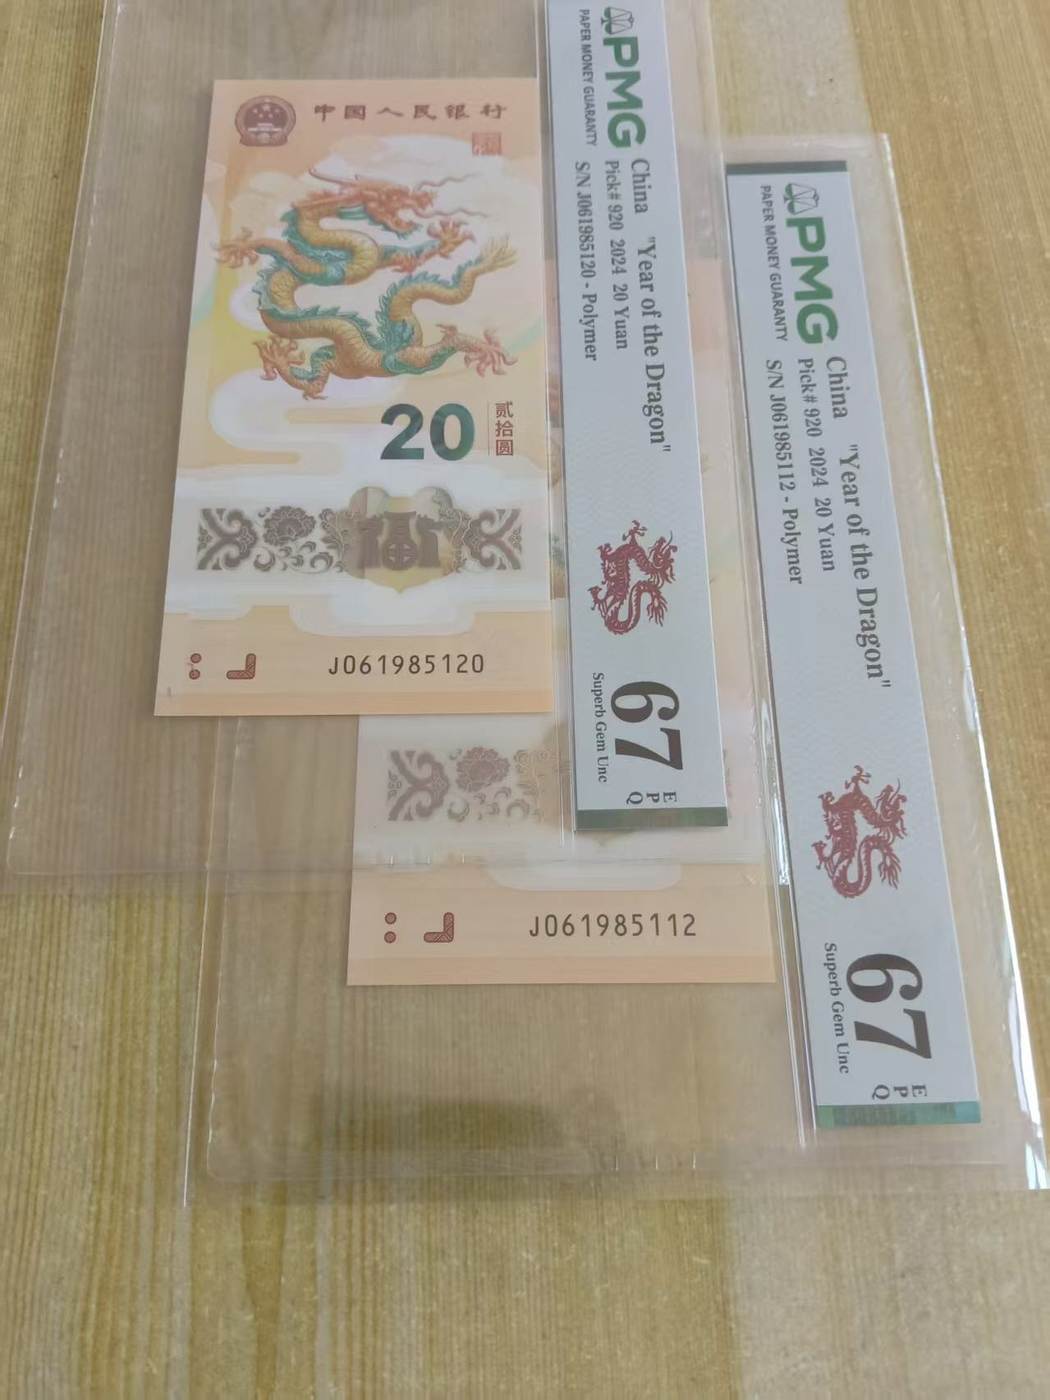 中国人民银行
20
贰拾圆
福
J061985120
PMG
PAPER MONEY GUARANTY
China "Year of the Dragon"
Pick# 920 2024 20 Yuan
S/N J061985120 - Polymer
67
EPQ
Superb Gem Unc
J061985112
PMG
PAPER MONEY GUARANTY
China "Year of the Dragon"
Pick# 920 2024 20 Yuan
S/N J061985112 - Polymer
67
EPQ
Superb Gem Unc